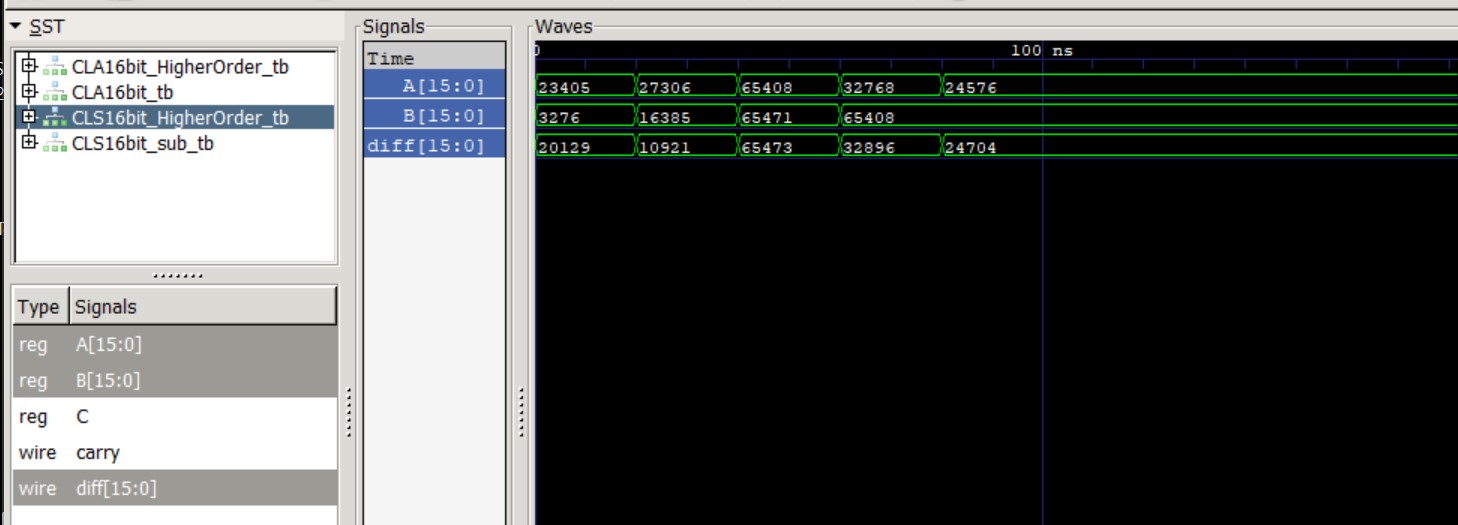 SST
CLA16bit_HigherOrder_tb
CLA16bit_tb
CLS16bit_HigherOrder_tb
CLS16bit_sub_tb
Type Signals
reg A[15:0]
reg B[15:0]
reg C
wire carry
wire diff[15:0]
Signals
Time
A[15:0]
B[15:0]
diff[15:0]
Waves
0 100 ns
23405 27306 65408 32768 24576
3276 16385 65471 65408
20129 10921 65473 32896 24704